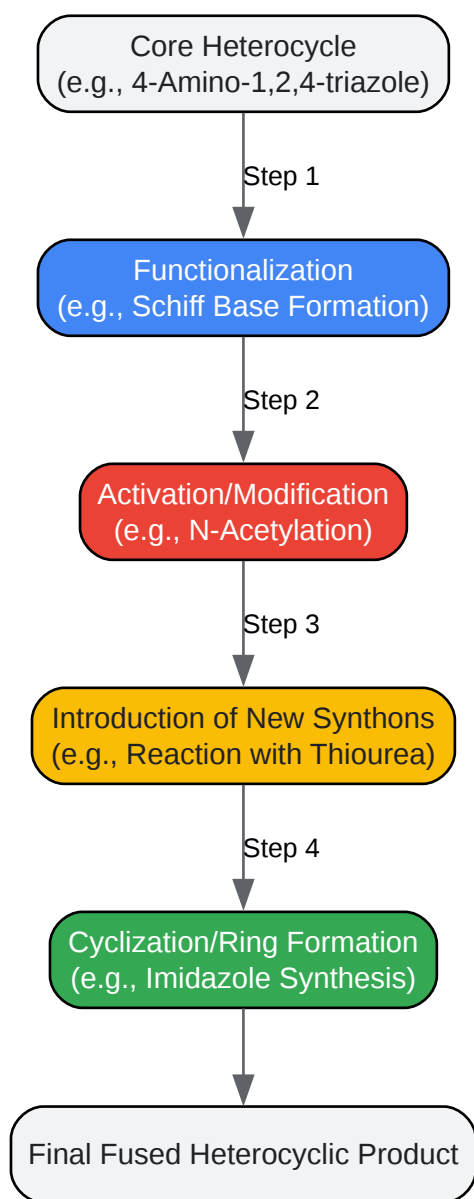 Core Heterocycle
(e.g., 4-Amino-1,2,4-triazole)
Step 1
Functionalization
(e.g., Schiff Base Formation)
Step 2
Activation/Modification
(e.g., N-Acetylation)
Step 3
Introduction of New Synthons
(e.g., Reaction with Thiourea)
Step 4
Cyclization/Ring Formation
(e.g., Imidazole Synthesis)
Final Fused Heterocyclic Product